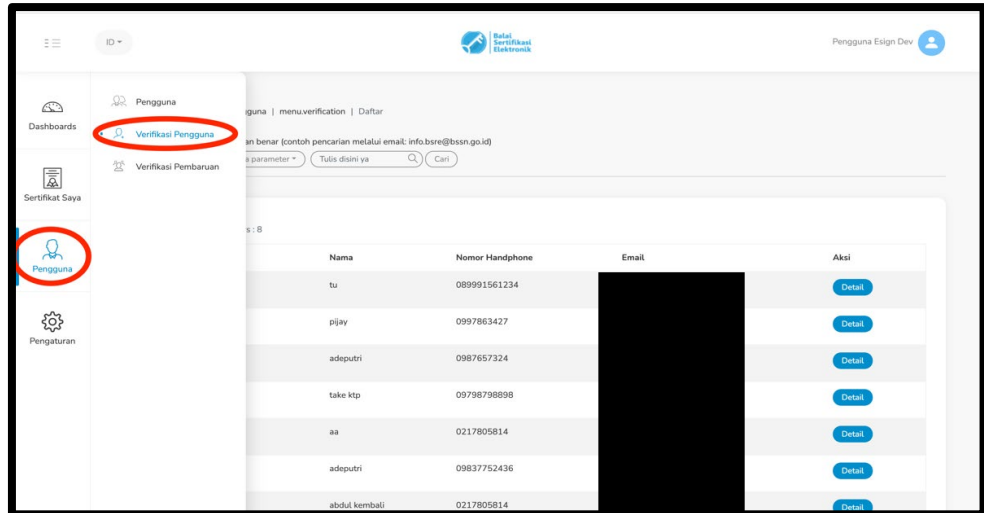 ID
Balai
Sertifikasi
Elektronik
Pengguna Esign Dev
Dashboards
Sertifikat Saya
Pengguna
Pengaturan
Pengguna
Verifikasi Pengguna
Verifikasi Pembaruan
guna | menu.verification | Daftar
an benar (contoh pencarian melalui email: info.bsre@bssn.go.id)
parameter Tulis disini ya Cari
s : 8
Nama Nomor Handphone Email Aksi
tu 089991561234 Detail
pijay 0997863427 Detail
adeputri 0987657324 Detail
take ktp 09798798898 Detail
aa 0217805814 Detail
adeputri 09837752436 Detail
abdul kembali 0217805814 Detail